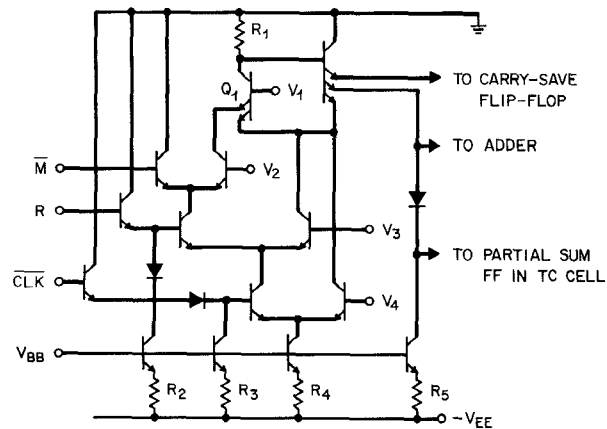 R1
Q1
V1
TO CARRY-SAVE
FLIP-FLOP
M̅
V2
TO ADDER
R
V3
TO PARTIAL SUM
FF IN TC CELL
C̅L̅K̅
V4
VBB
R2
R3
R4
R5
-VEE